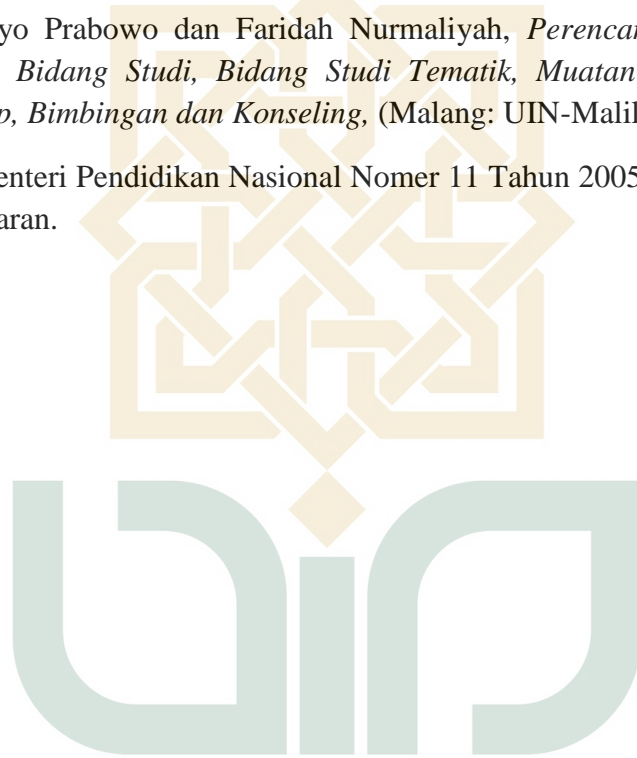 yo Prabowo dan Faridah Nurmaliyah, Perencan
Bidang Studi, Bidang Studi Tematik, Muatan
p, Bimbingan dan Konseling, (Malang: UIN-Malik
enteri Pendidikan Nasional Nomer 11 Tahun 2005
aran.
uin